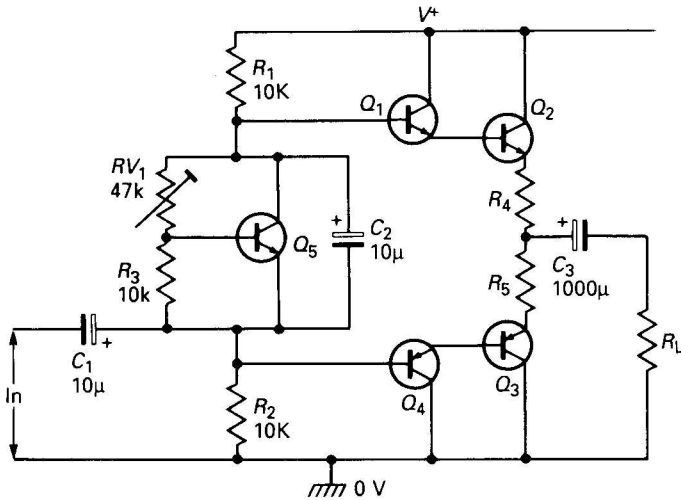 V+
R1
10K
Q1
Q2
RV1
47k
R4
Q5
+
C2
10µ
+
C3
1000µ
R3
10k
R5
RL
C1
10µ
+
In
Q4
Q3
R2
10K
0 V